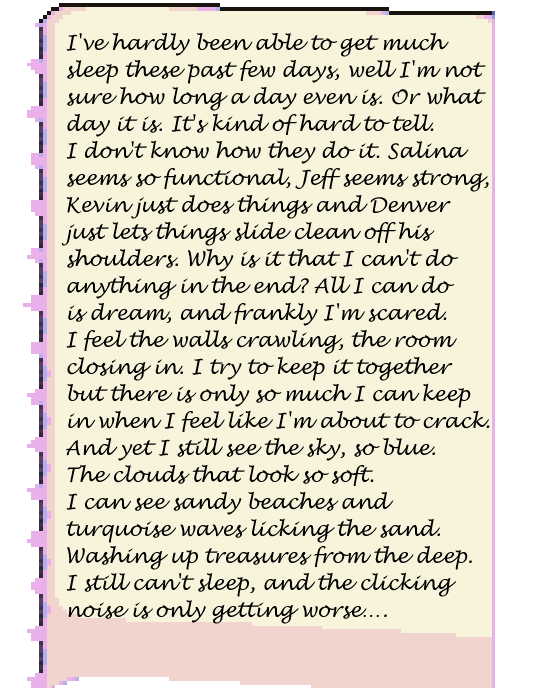 I've hardly been able to get much
sleep these past few days, well I'm not
sure how long a day even is. Or what
day it is. It's kind of hard to tell.
I don't know how they do it. Salina
seems so functional, Jeff seems strong,
Kevin just does things and Denver
just lets things slide clean off his
shoulders. Why is it that I can't do
anything in the end? All I can do
is dream, and frankly I'm scared.
I feel the walls crawling, the room
closing in. I try to keep it together
but there is only so much I can keep
in when I feel like I'm about to crack.
And yet I still see the sky, so blue.
The clouds that look so soft.
I can see sandy beaches and
turquoise waves licking the sand.
Washing up treasures from the deep.
I still can't sleep, and the clicking
noise is only getting worse....